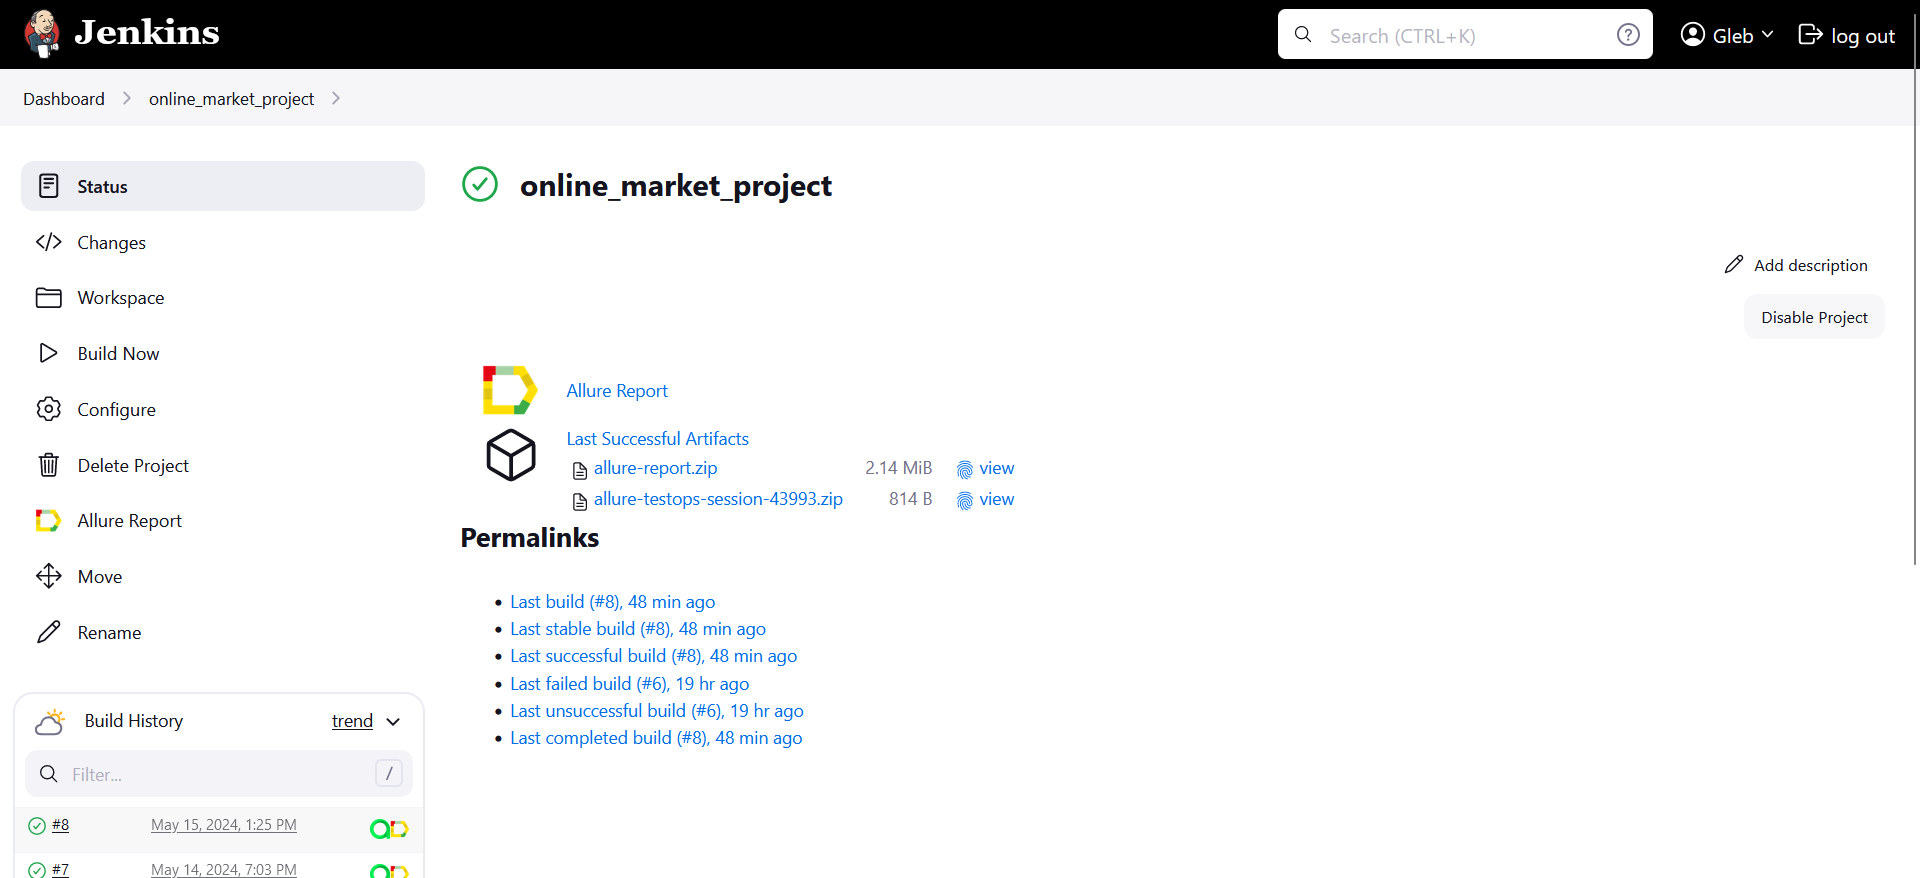 Jenkins
Search (CTRL+K)
Gleb
log out
Dashboard
online_market_project
Status
Changes
Workspace
Build Now
Configure
Delete Project
Allure Report
Move
Rename
Build History
trend
Filter...
/
#8
May 15, 2024, 1:25 PM
#7
May 14, 2024, 7:03 PM
online_market_project
Add description
Disable Project
Allure Report
Last Successful Artifacts
allure-report.zip 2.14 MiB view
allure-testops-session-43993.zip 814 B view
Permalinks
Last build (#8), 48 min ago
Last stable build (#8), 48 min ago
Last successful build (#8), 48 min ago
Last failed build (#6), 19 hr ago
Last unsuccessful build (#6), 19 hr ago
Last completed build (#8), 48 min ago